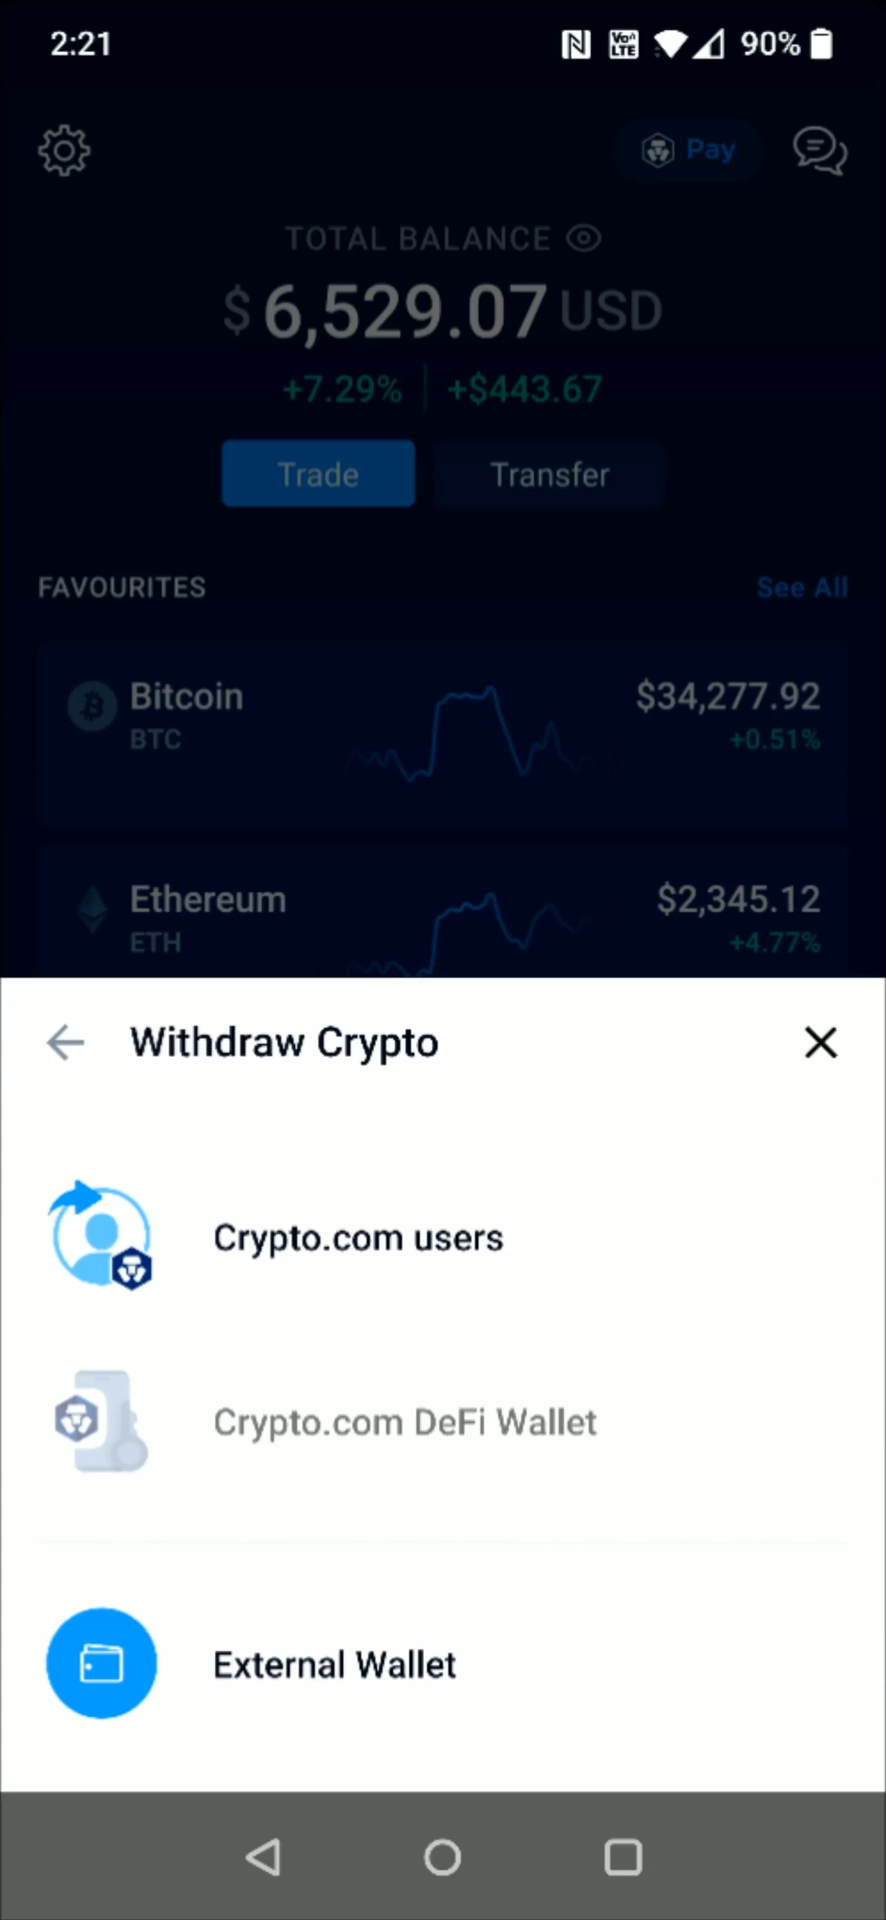 2:21
Vo
LTE
90%
Pay
TOTAL BALANCE
$ 6,529.07 USD
+7.29% +$443.67
Trade Transfer
FAVOURITES See All
Bitcoin $34,277.92
BTC +0.51%
Ethereum $2,345.12
ETH +4.77%
Withdraw Crypto
Crypto.com users
Crypto.com DeFi Wallet
External Wallet